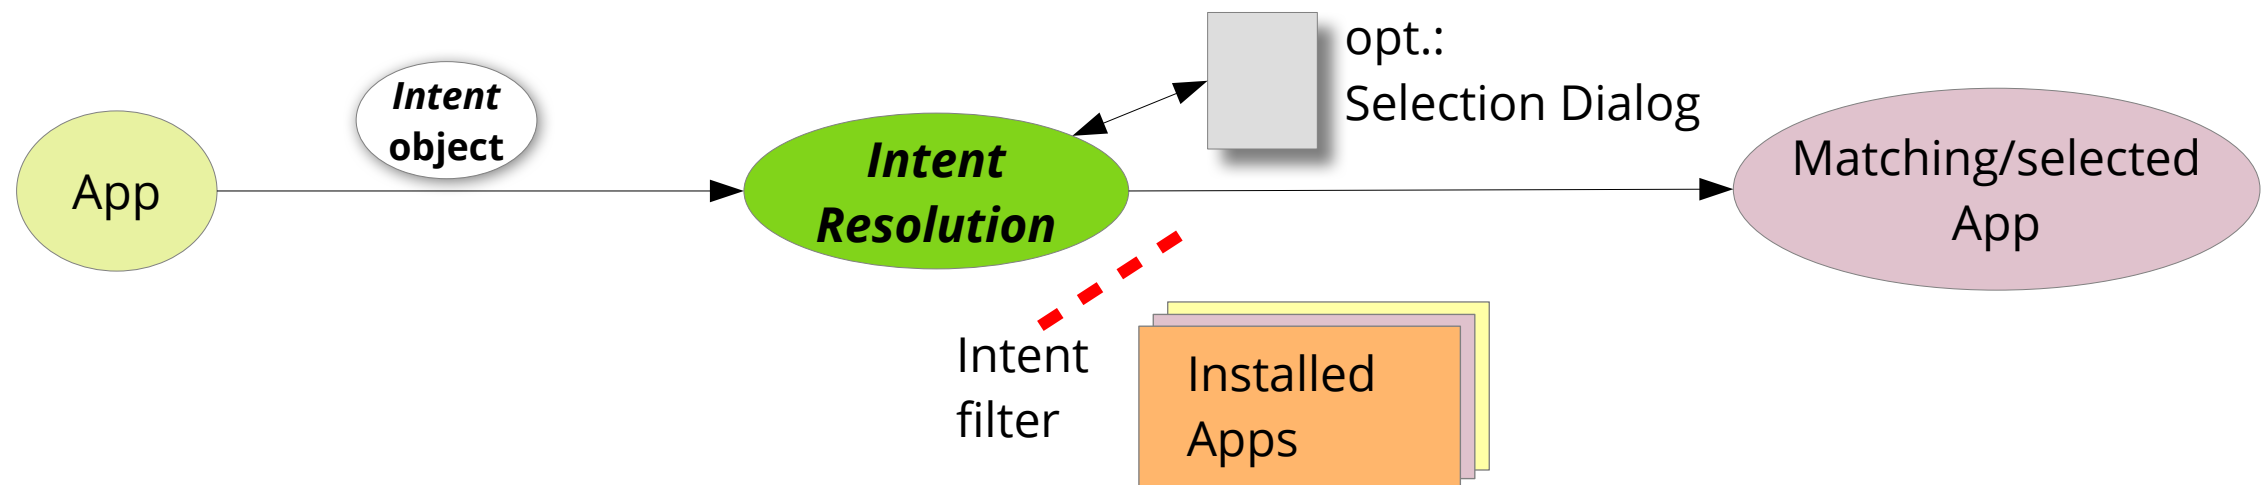 App
Intent
object
Intent
Resolution
opt.:
Selection Dialog
Matching/selected
App
Intent
filter
Installed
Apps